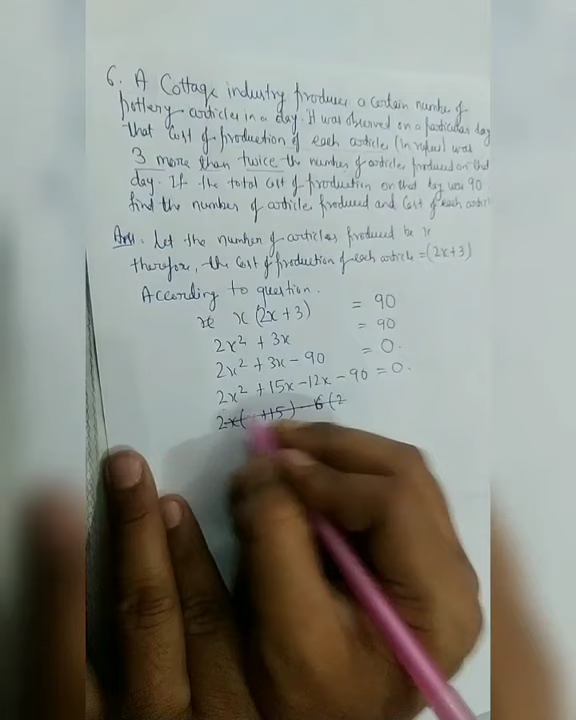 6. A Cottage industry produces a certain number of
pottery articles in a day. It was observed on a particular day
that Cost of production of each article (in rupees) was
3 more than twice the number of articles produced on that
day. If the total cost of production on that day was 90
find the number of article produced and Cost of each article
Ans. Let the number of articles produced be x
therefore, the Cost of production of each article = (2x+3)
According to question.
x (2x+3) = 90
2x² + 3x = 90
2x² + 3x - 90 = 0.
2x² + 15x - 12x - 90 = 0.
2x( +15) - 6(2